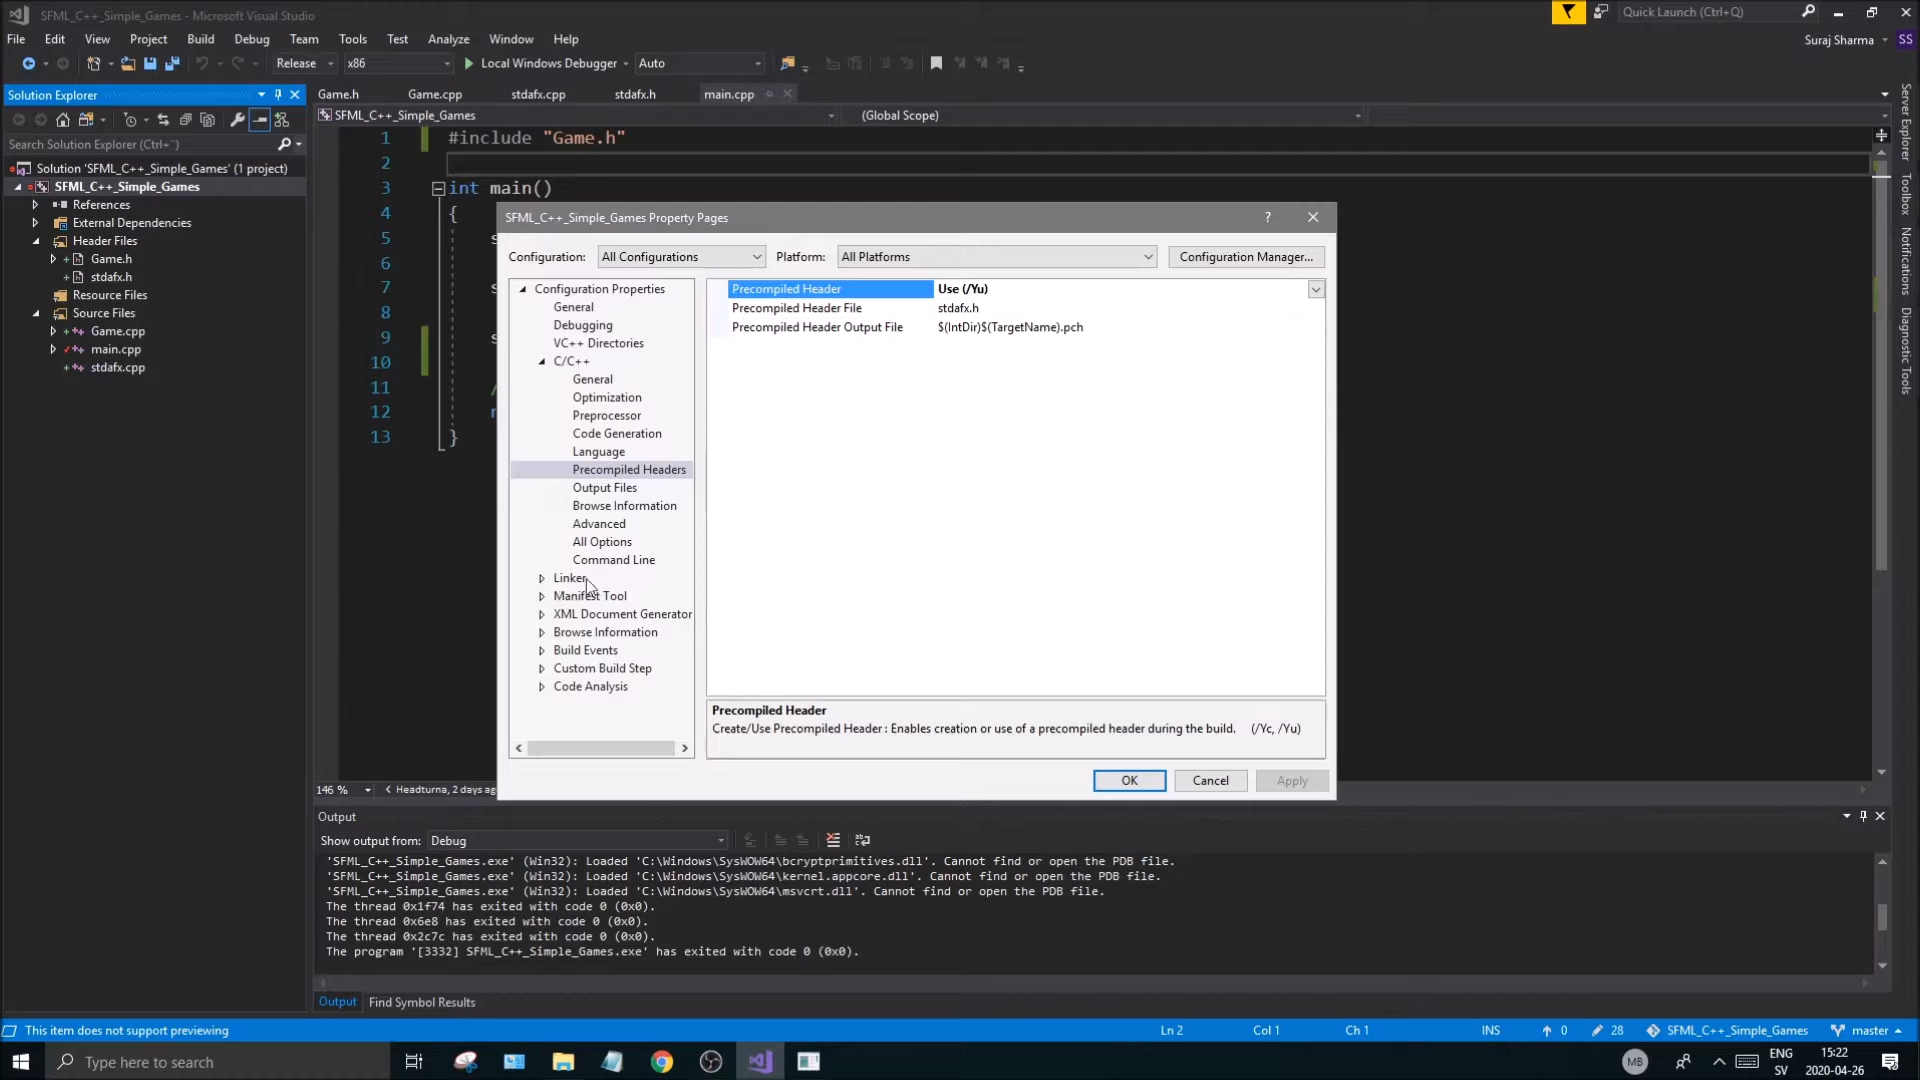 SFML_C++_Simple_Games - Microsoft Visual Studio
Quick Launch (Ctrl+Q)
File Edit View Project Build Debug Team Tools Test Analyze Window Help
Suraj Sharma SS
Release x86 Local Windows Debugger Auto
Solution Explorer
Game.h Game.cpp stdafx.cpp stdafx.h main.cpp
SFML_C++_Simple_Games (Global Scope)
Search Solution Explorer (Ctrl+¨)
Solution 'SFML_C++_Simple_Games' (1 project)
SFML_C++_Simple_Games
References
External Dependencies
Header Files
Game.h
stdafx.h
Resource Files
Source Files
Game.cpp
main.cpp
stdafx.cpp
1 #include "Game.h"
2
3 int main()
4 {
5 s
6
7 s
8
9 s
10
11 /
12 r
13 }
SFML_C++_Simple_Games Property Pages ?
Configuration: All Configurations Platform: All Platforms Configuration Manager...
Configuration Properties
General
Debugging
VC++ Directories
C/C++
General
Optimization
Preprocessor
Code Generation
Language
Precompiled Headers
Output Files
Browse Information
Advanced
All Options
Command Line
Linker
Manifest Tool
XML Document Generator
Browse Information
Build Events
Custom Build Step
Code Analysis
Precompiled Header Use (/Yu)
Precompiled Header File stdafx.h
Precompiled Header Output File $(IntDir)$(TargetName).pch
Precompiled Header
Create/Use Precompiled Header : Enables creation or use of a precompiled header during the build. (/Yc, /Yu)
OK Cancel Apply
Server Explorer
Toolbox
Notifications
Configurations
Diagnostic Tools
146 % Headturna, 2 days ag
Output
Show output from: Debug
'SFML_C++_Simple_Games.exe' (Win32): Loaded 'C:\Windows\SysWOW64\bcryptprimitives.dll'. Cannot find or open the PDB file.
'SFML_C++_Simple_Games.exe' (Win32): Loaded 'C:\Windows\SysWOW64\kernel.appcore.dll'. Cannot find or open the PDB file.
'SFML_C++_Simple_Games.exe' (Win32): Loaded 'C:\Windows\SysWOW64\msvcrt.dll'. Cannot find or open the PDB file.
The thread 0x1f74 has exited with code 0 (0x0).
The thread 0x6e8 has exited with code 0 (0x0).
The thread 0x2c7c has exited with code 0 (0x0).
The program '[3332] SFML_C++_Simple_Games.exe' has exited with code 0 (0x0).
Output Find Symbol Results
This item does not support previewing Ln 2 Col 1 Ch 1 INS 0 28 SFML_C++_Simple_Games master
Type here to search
MB
ENG
SV
15:22
2020-04-26